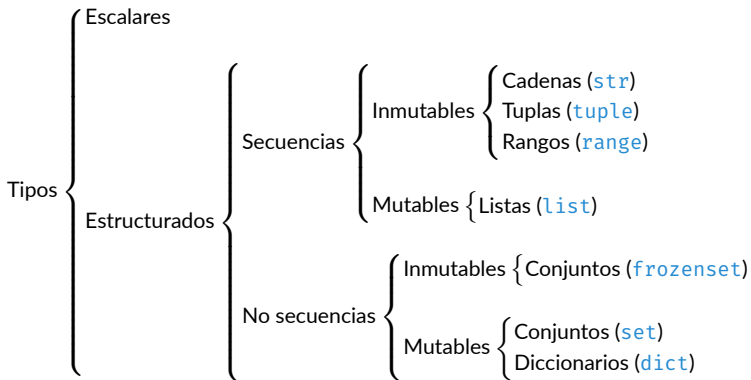 Tipos
Escalares
Estructurados
Secuencias
Inmutables
Cadenas (str)
Tuplas (tuple)
Rangos (range)
Mutables
Listas (list)
No secuencias
Inmutables
Conjuntos (frozenset)
Mutables
Conjuntos (set)
Diccionarios (dict)